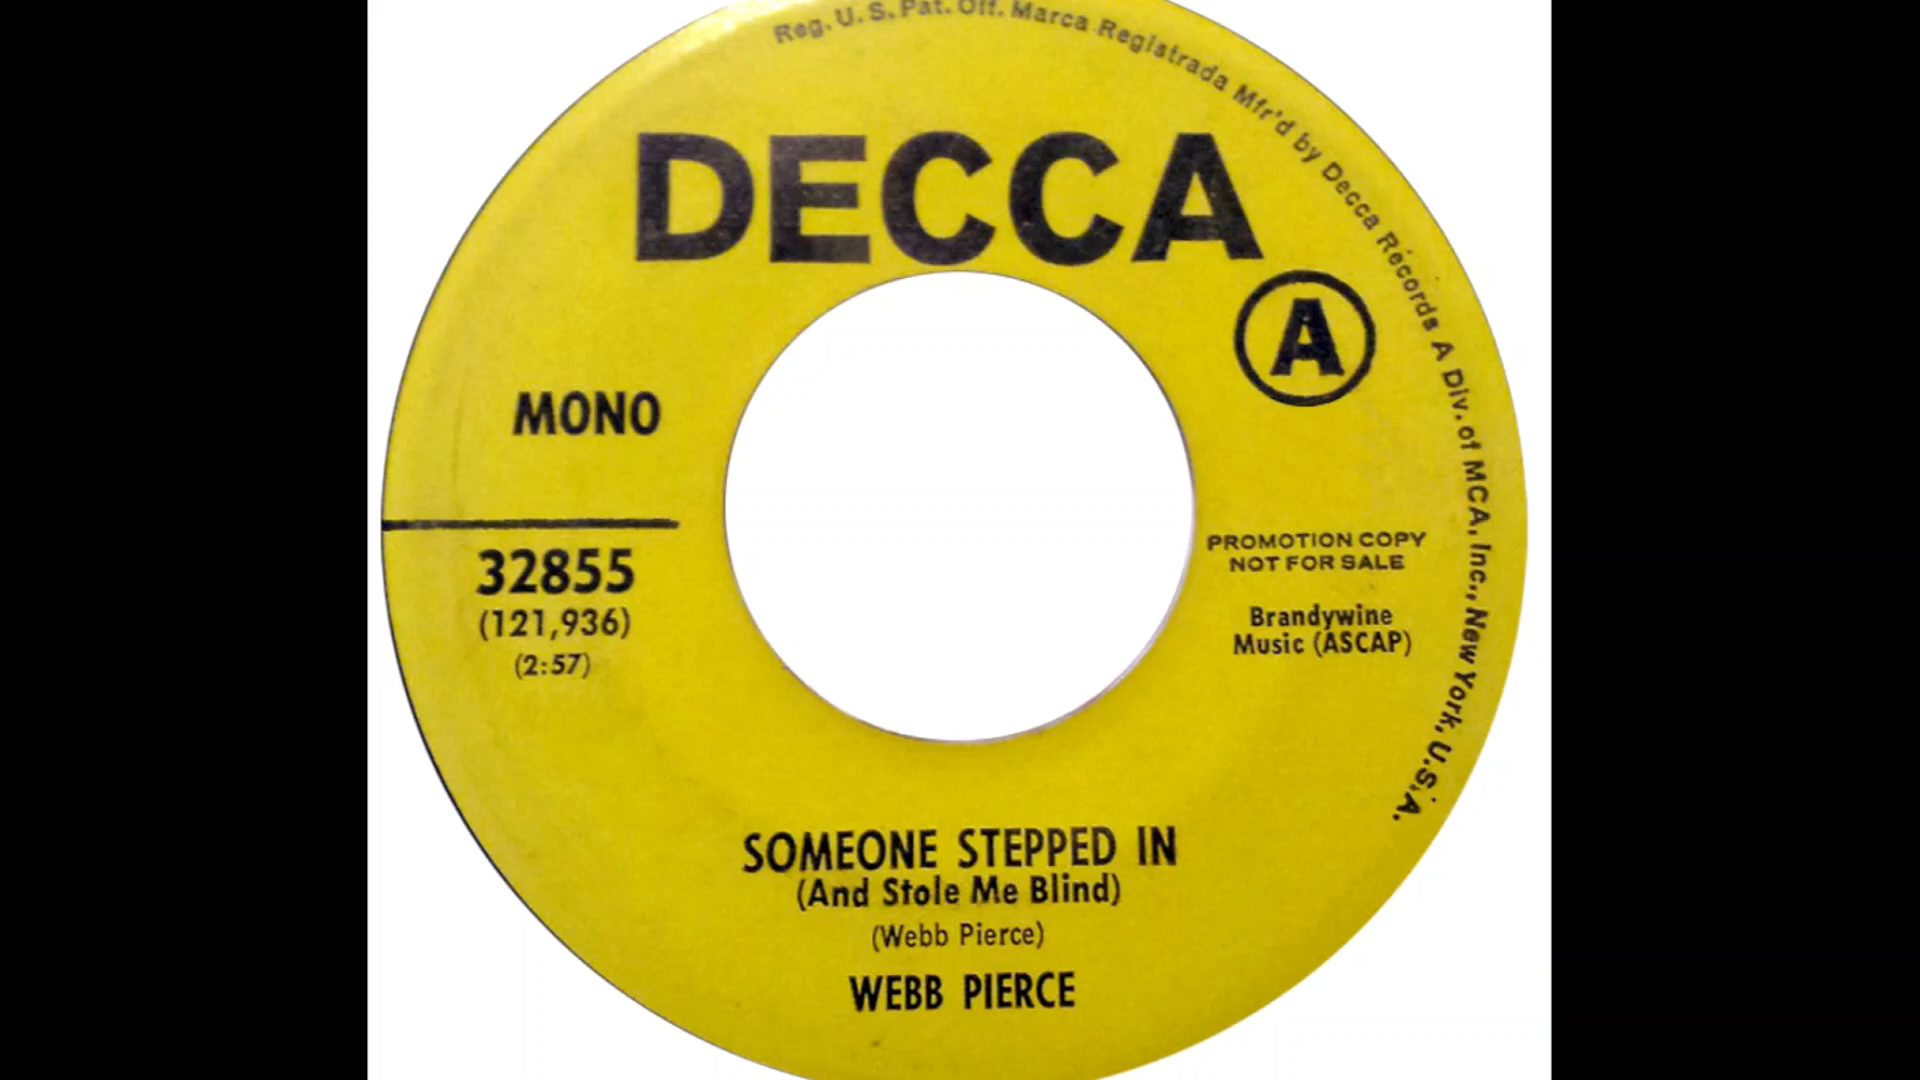 Reg. U.S. Pat. Off. Marca Registrada Mfr'd by Decca Records A Div. of MCA, Inc., New York, U.S.A.
DECCA
A
MONO
32855
(121,936)
(2:57)
PROMOTION COPY
NOT FOR SALE
Brandywine
Music (ASCAP)
SOMEONE STEPPED IN
(And Stole Me Blind)
(Webb Pierce)
WEBB PIERCE